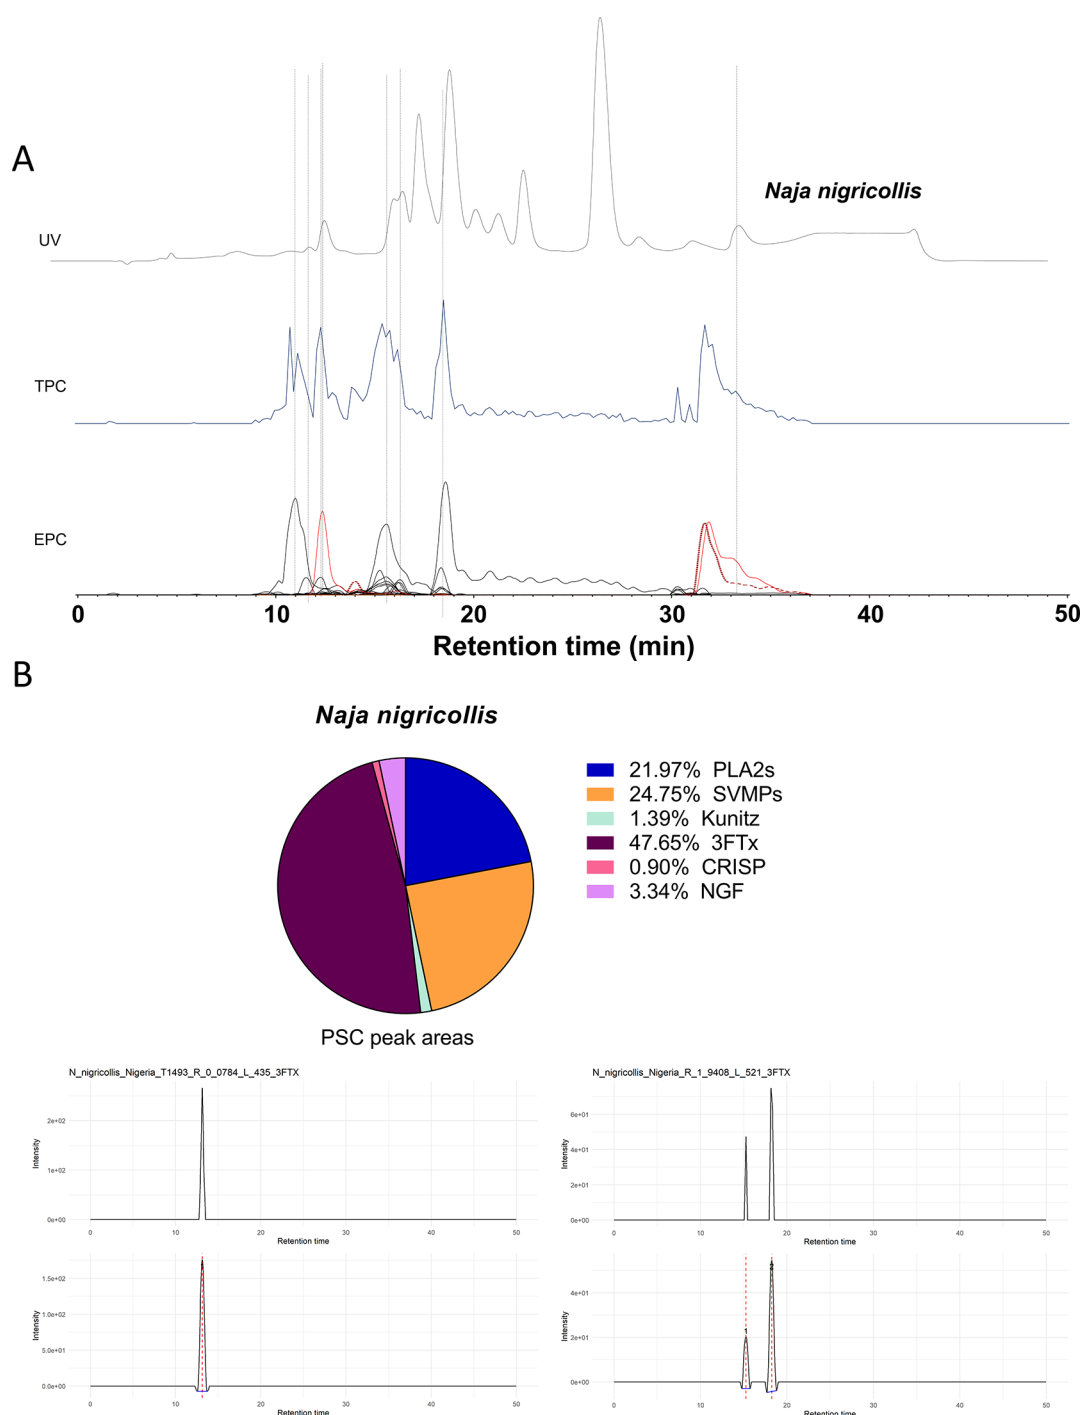 A
Naja nigricollis
UV
TPC
EPC
0 10 20 30 40 50
Retention time (min)
B
Naja nigricollis
21.97% PLA2s
24.75% SVMPs
1.39% Kunitz
47.65% 3FTx
0.90% CRISP
3.34% NGF
PSC peak areas
N_nigricollis_Nigeria_T1493_R_0_0784_L_435_3FTX
2e+02
1e+02
0e+00
Intensity
0 10 20 30 40 50
Retention time
1.5e+02
1.0e+02
5.0e+01
0.0e+00
Intensity
0 10 20 30 40 50
Retention time
N_nigricollis_Nigeria_R_1_9408_L_521_3FTX
6e+01
4e+01
2e+01
0e+00
Intensity
0 10 20 30 40 50
Retention time
4e+01
2e+01
0e+00
Intensity
1
0 10 20 30 40 50
Retention time